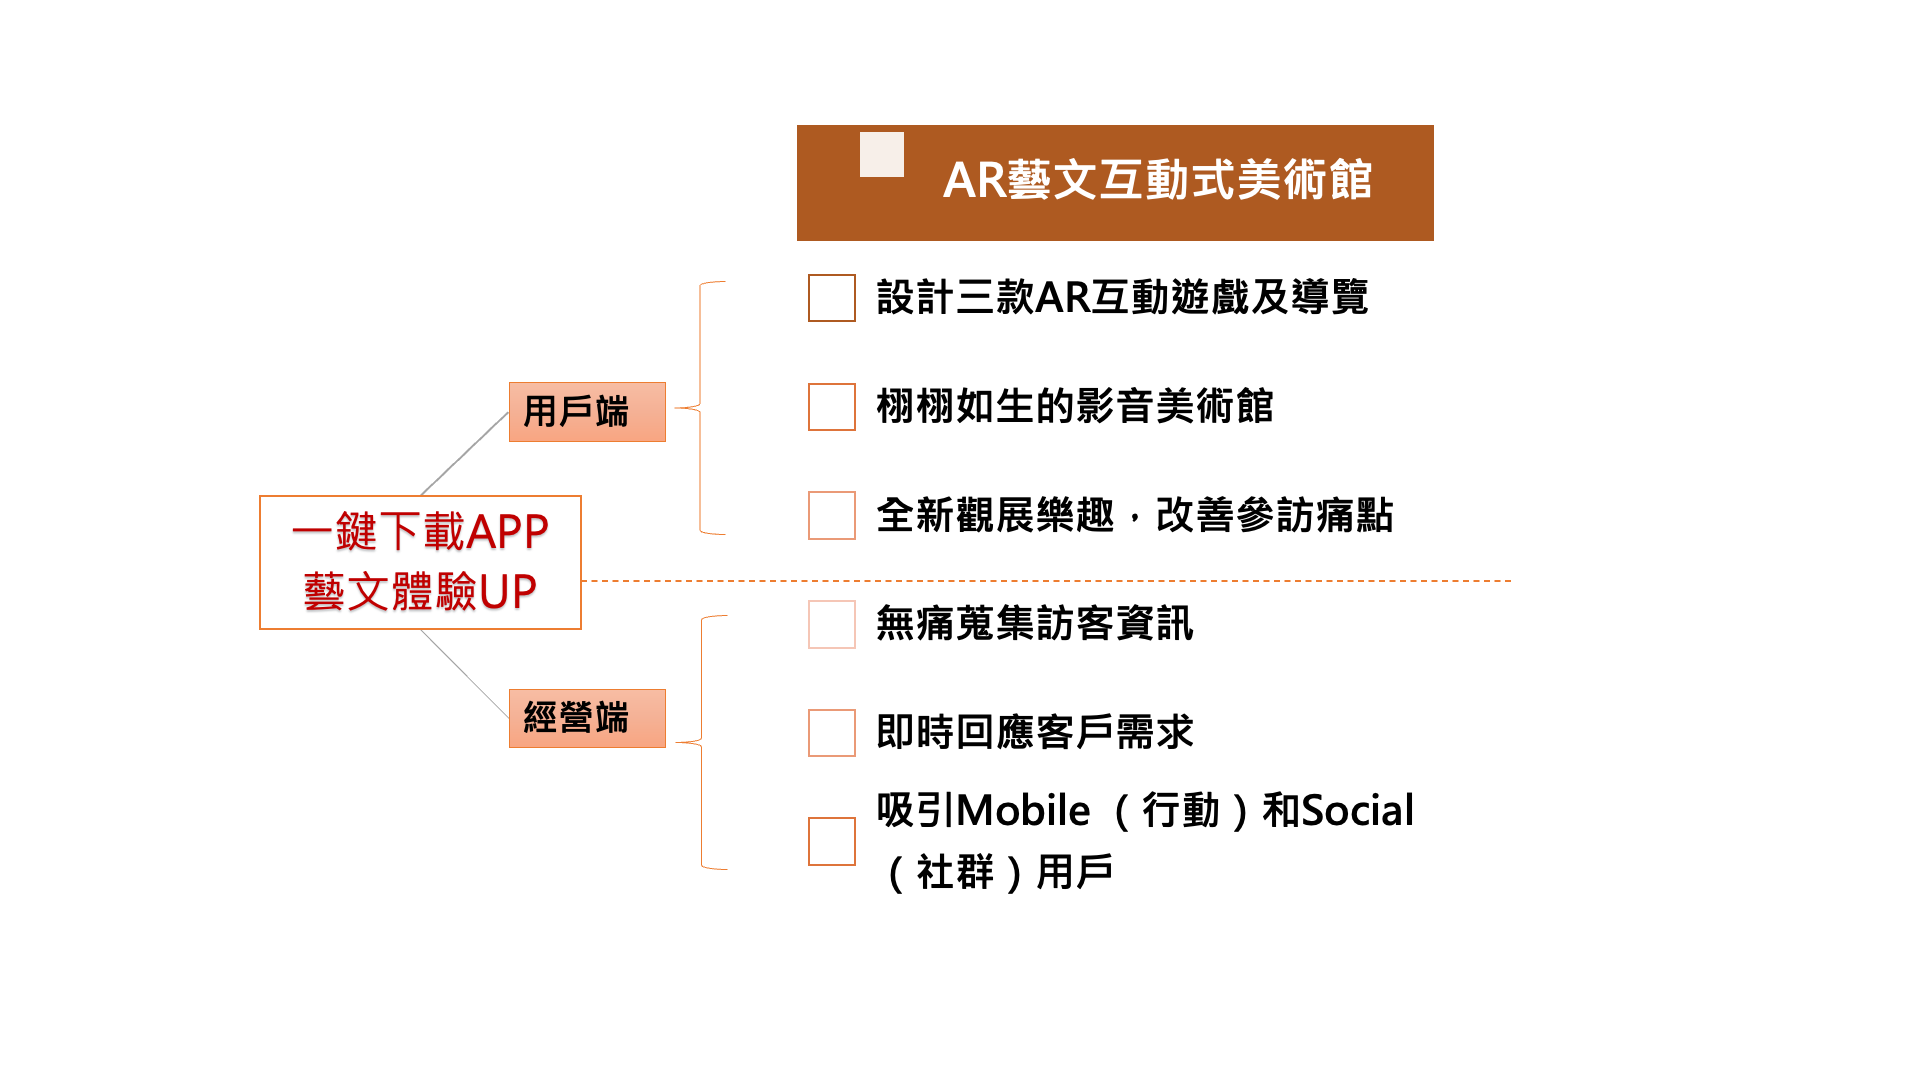 AR藝文互動式美術館
設計三款AR互動遊戲及導覽
栩栩如生的影音美術館
全新觀展樂趣，改善參訪痛點
用戶端
一鍵下載APP
藝文體驗UP
經營端
無痛蒐集訪客資訊
即時回應客戶需求
吸引Mobile（行動）和Social
（社群）用戶